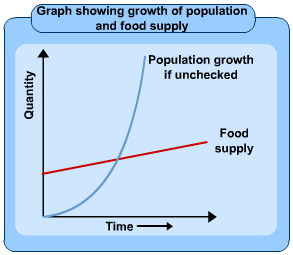 Graph showing growth of population
and food supply
Population growth
if unchecked
Quantity
Food
supply
Time